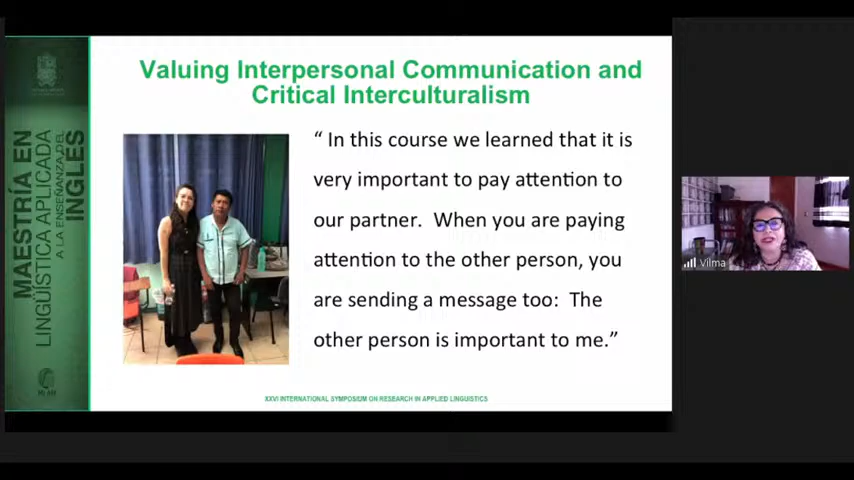 Valuing Interpersonal Communication and
Critical Interculturalism
MAESTRÍA EN
LINGÜÍSTICA APLICADA
A LA ENSEÑANZA DEL
INGLÉS
“ In this course we learned that it is
very important to pay attention to
our partner.  When you are paying
attention to the other person, you
are sending a message too:  The
other person is important to me.”
XXVI INTERNATIONAL SYMPOSIUM ON RESEARCH IN APPLIED LINGUISTICS
Vilma